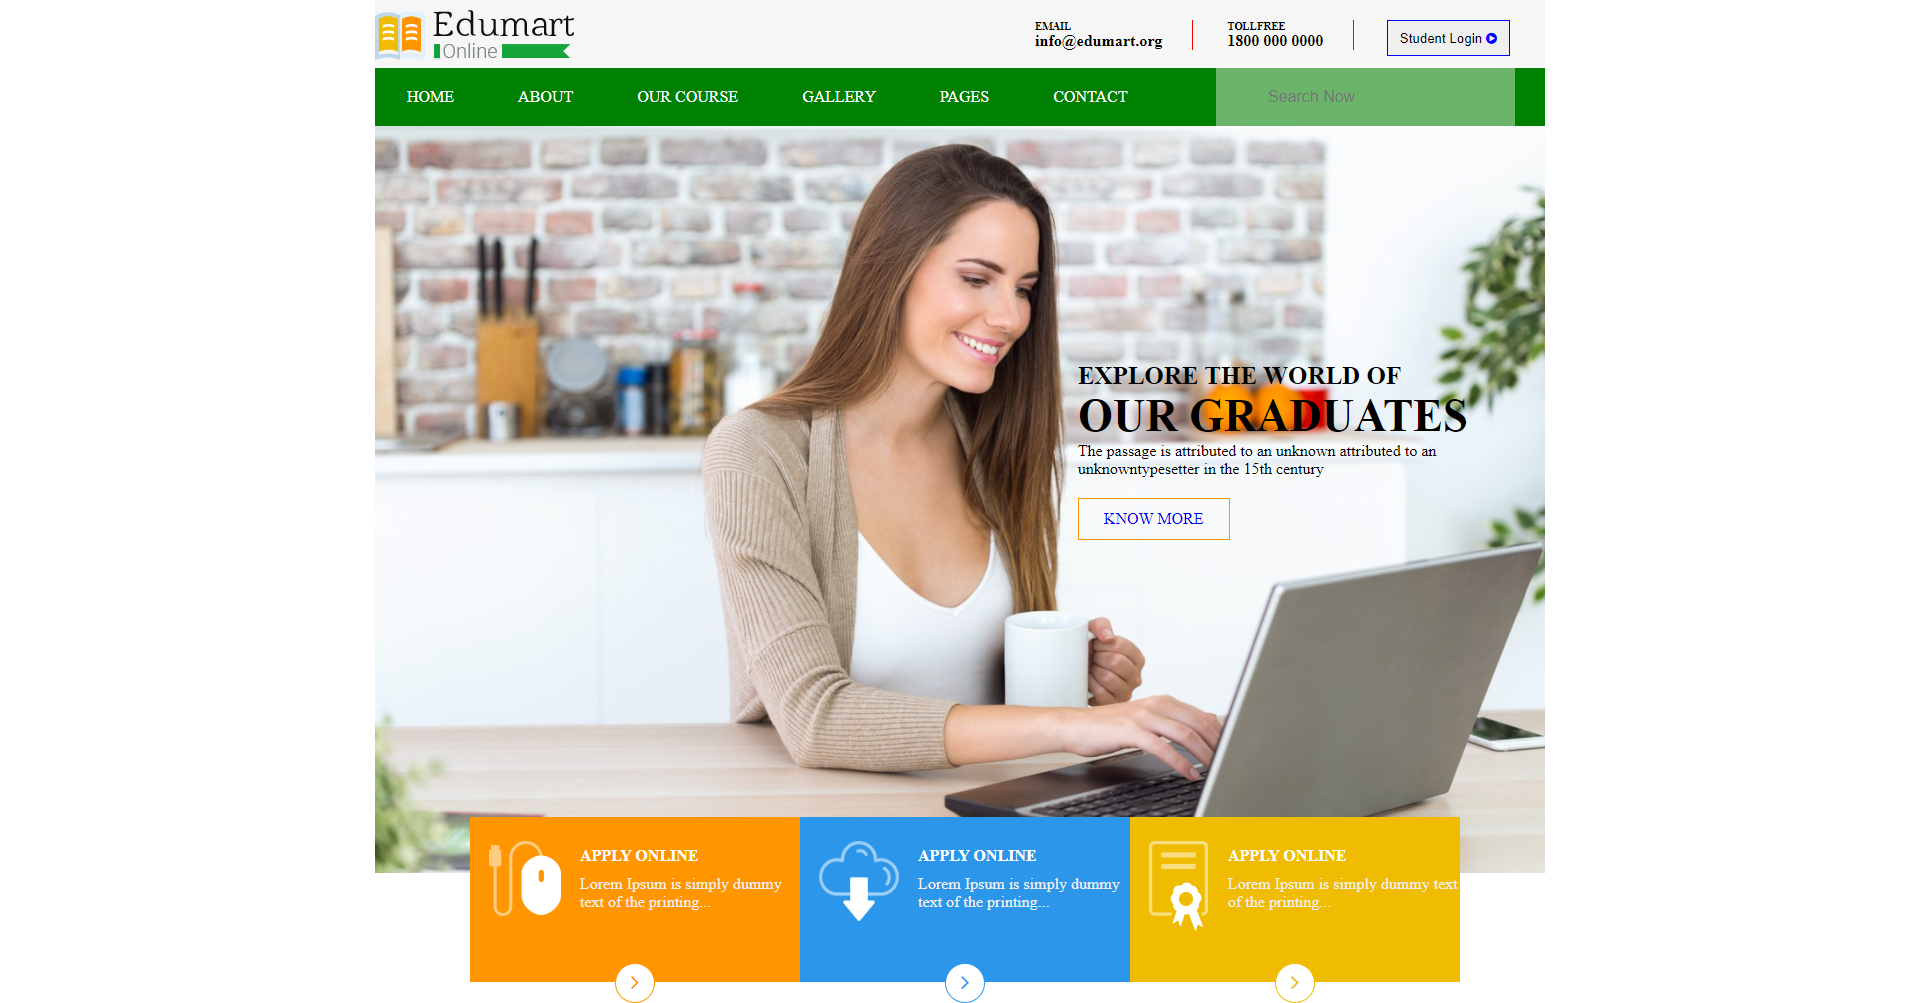 Edumart
Online
EMAIL
info@edumart.org
TOLLFREE
1800 000 0000
Student Login
HOME
ABOUT
OUR COURSE
GALLERY
PAGES
CONTACT
Search Now
EXPLORE THE WORLD OF
OUR GRADUATES
The passage is attributed to an unknown attributed to an
unknowntypesetter in the 15th century
KNOW MORE
APPLY ONLINE
Lorem Ipsum is simply dummy
text of the printing...
APPLY ONLINE
Lorem Ipsum is simply dummy
text of the printing...
APPLY ONLINE
Lorem Ipsum is simply dummy text
of the printing...